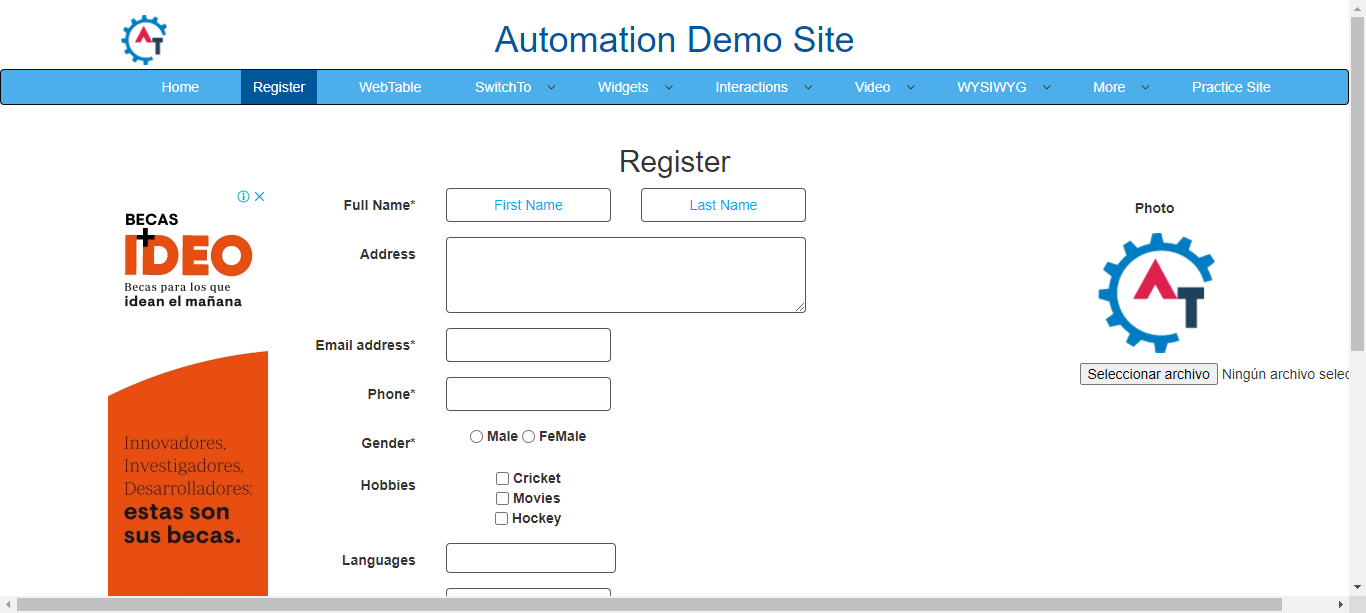 AT
Automation Demo Site
Home Register WebTable SwitchTo Widgets Interactions Video WYSIWYG More Practice Site
Register
BECAS
+
IDEO
Becas para los que
idean el mañana
Innovadores,
Investigadores,
Desarrolladores:
estas son
sus becas.
Full Name* First Name Last Name
Address
Email address*
Phone*
Gender* Male FeMale
Hobbies Cricket
Movies
Hockey
Languages
Photo
AT
Seleccionar archivo Ningún archivo selec